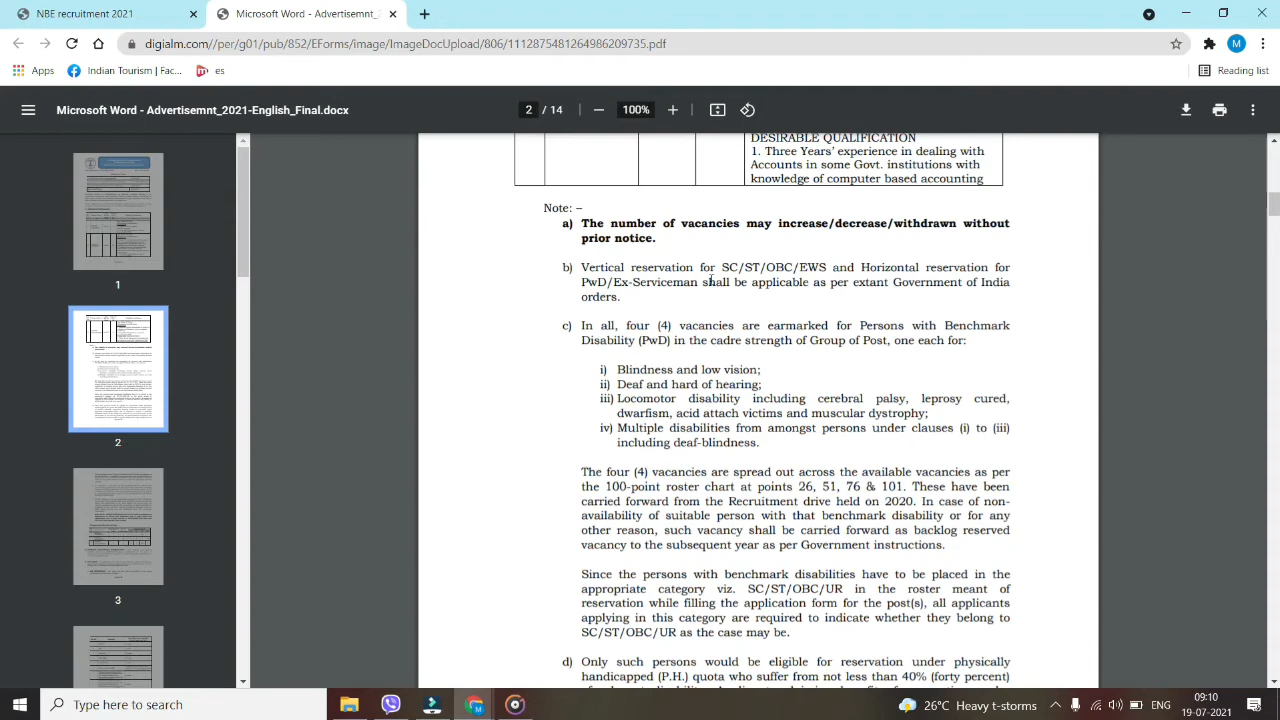 NBE recruitment 2021
Microsoft Word - Advertisemnt_
digialm.com//per/g01/pub/852/EForms/image/ImageDocUpload/806/1112875481264986209735.pdf
M
Apps
Indian Tourism | Fac...
es
Reading list
Microsoft Word - Advertisemnt_2021-English_Final.docx
2 / 14
100%
DESIRABLE QUALIFICATION
1. Three Years' experience in dealing with
Accounts in some Govt. institutions with
knowledge of computer based accounting
Note: –
a) The number of vacancies may increase/decrease/withdrawn without
prior notice.
b) Vertical reservation for SC/ST/OBC/EWS and Horizontal reservation for
PwD/Ex-Serviceman shall be applicable as per extant Government of India
orders.
c) In all, four (4) vacancies are earmarked for Persons with Benchmark
Disability (PwD) in the cadre strength of Group of Post, one each for:
i) Blindness and low vision;
ii) Deaf and hard of hearing;
iii) Locomotor disability including cerebral palsy, leprosy cured,
dwarfism, acid attach victims and muscular dystrophy;
iv) Multiple disabilities from amongst persons under clauses (i) to (iii)
including deaf-blindness.
The four (4) vacancies are spread out across the available vacancies as per
the 100-point roster chart at points 26, 51, 76 & 101. These have been
carried forward from the Recruitment drive held on 2020. In case of non-
availability of suitable person with that benchmark disability or for any
other reason, such vacancy shall be carried forward as backlog reserved
vacancy to the subsequent year as per Government instructions.
Since the persons with benchmark disabilities have to be placed in the
appropriate category viz. SC/ST/OBC/UR in the roster meant of
reservation while filling the application form for the post(s), all applicants
applying in this category are required to indicate whether they belong to
SC/ST/OBC/UR as the case may be.
d) Only such persons would be eligible for reservation under physically
handicapped (P.H.) quota who suffer from not less than 40% (forty percent)
1
2
3
Type here to search
26°C Heavy t-storms
ENG
09:10
19-07-2021